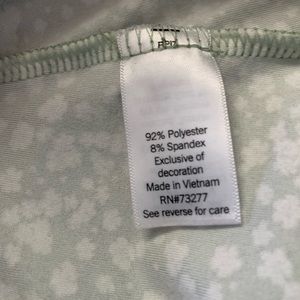 92% Polyester
8% Spandex
Exclusive of
decoration
Made in Vietnam
RN#73277
See reverse for care